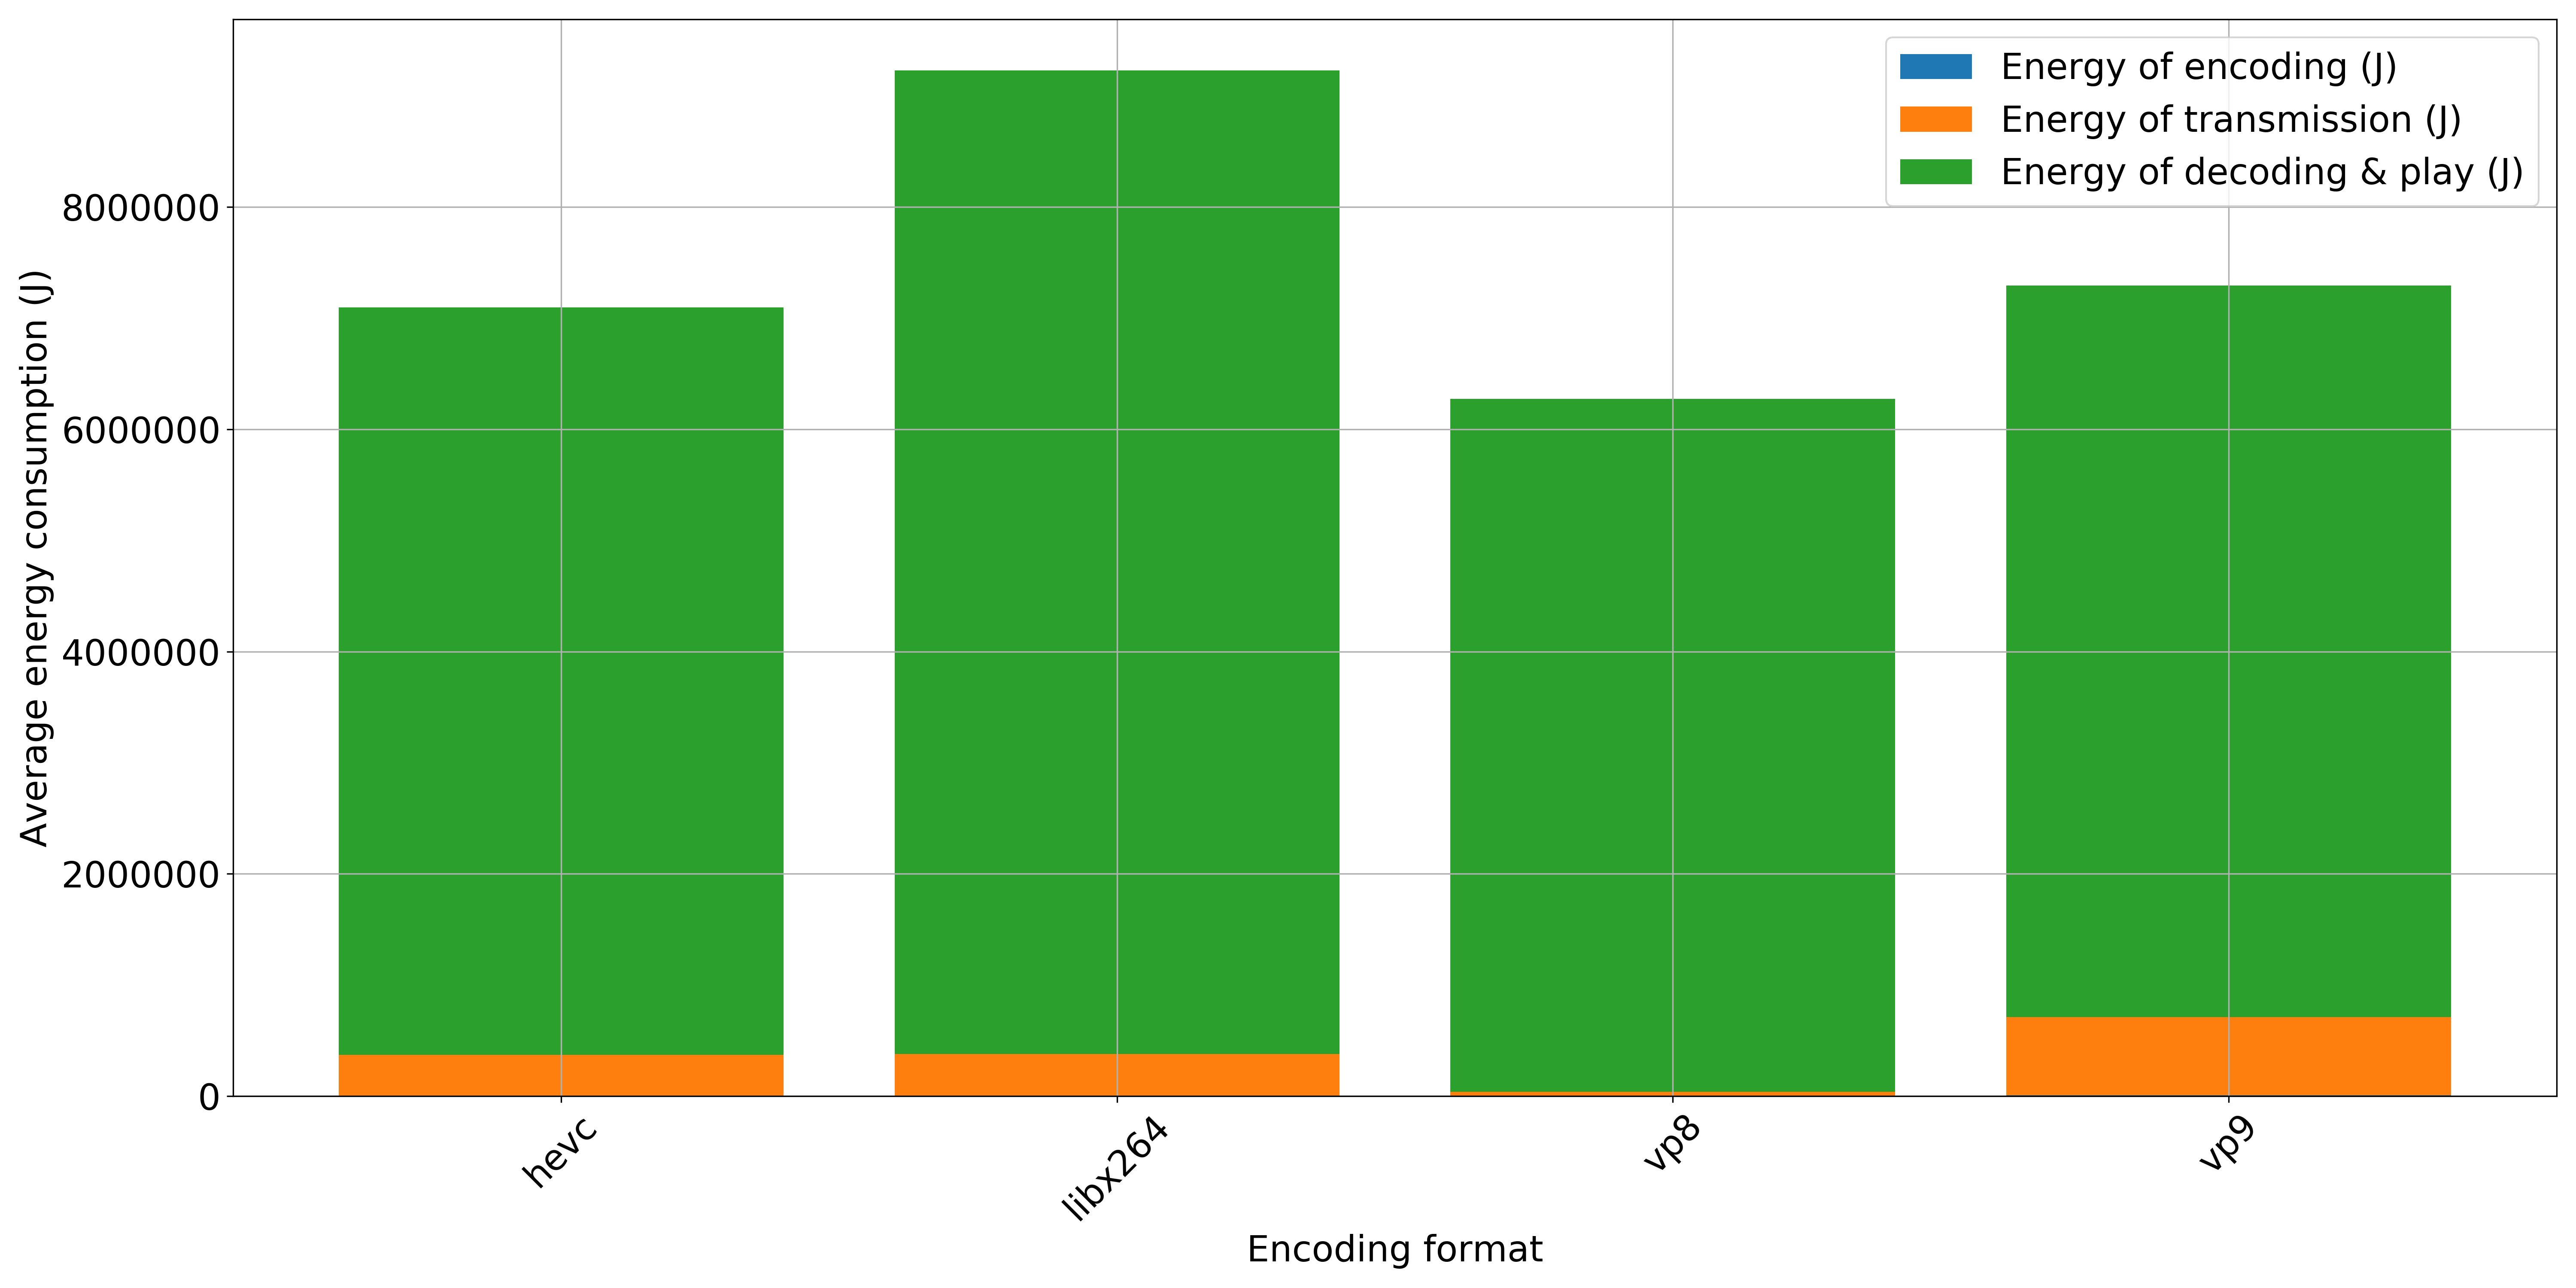 Energy of encoding (J)
Energy of transmission (J)
Energy of decoding & play (J)
Average energy consumption (J)
8000000
6000000
4000000
2000000
0
hevc
libx264
vp8
vp9
Encoding format